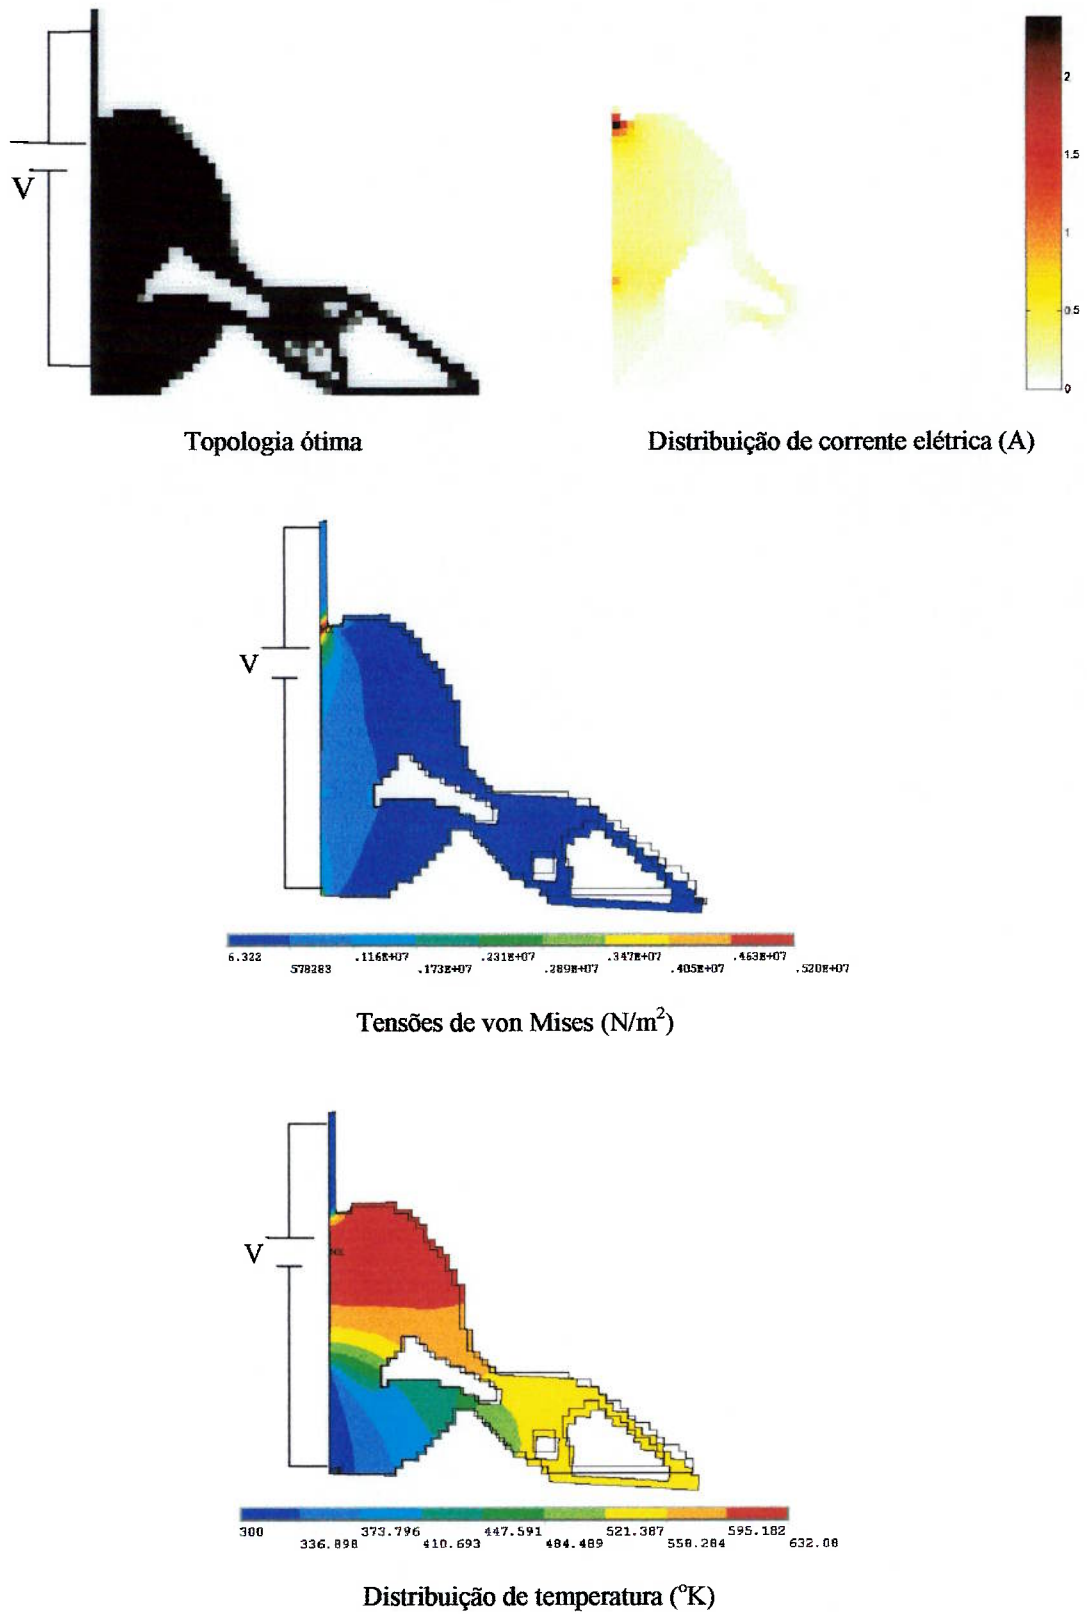 V
2
1.5
1
0.5
0
Topologia ótima
Distribuição de corrente elétrica (A)
V
6.322 .116E+07 .231E+07 .347E+07 .463E+07
578283 .173E+07 .289E+07 .405E+07 .520E+07
Tensões de von Mises (N/m²)
V
300 373.796 447.591 521.387 595.182
336.898 410.693 484.489 558.284 632.08
Distribuição de temperatura (°K)